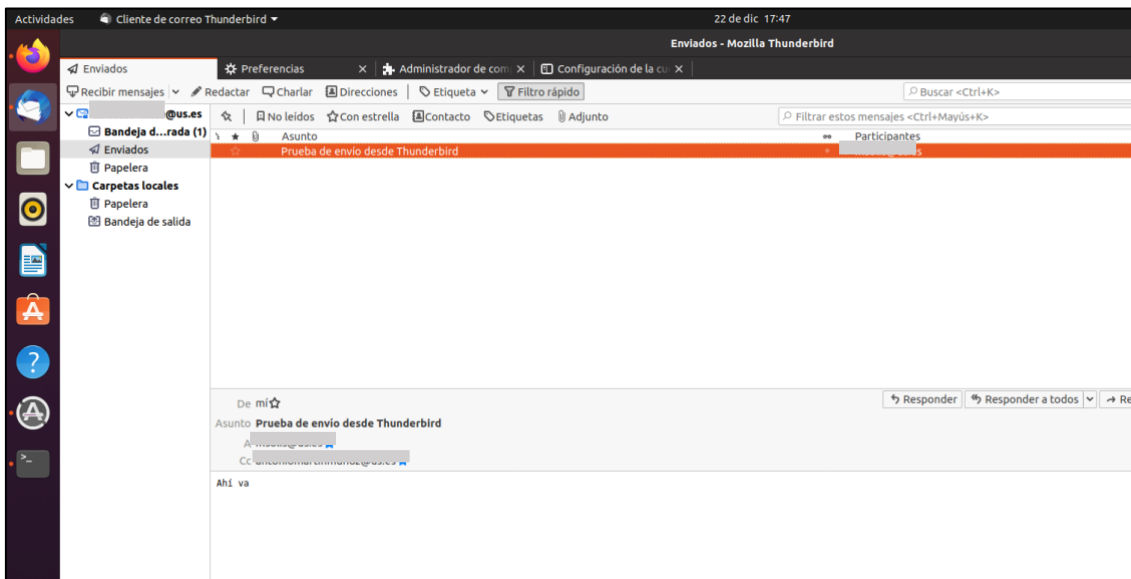 Actividades Cliente de correo Thunderbird 22 de dic 17:47
Enviados - Mozilla Thunderbird
Enviados Preferencias Administrador de com Configuración de la cu
Recibir mensajes Redactar Charlar Direcciones Etiqueta Filtro rápido Buscar <Ctrl+K>
@us.es No leídos Con estrella Contacto Etiquetas Adjunto Filtrar estos mensajes <Ctrl+Mayús+K>
Bandeja d...rada (1) Asunto Participantes
Enviados Prueba de envío desde Thunderbird
Papelera
Carpetas locales
Papelera
Bandeja de salida
De mí Responder Responder a todos Re
Asunto Prueba de envío desde Thunderbird
A
Cc
Ahí va